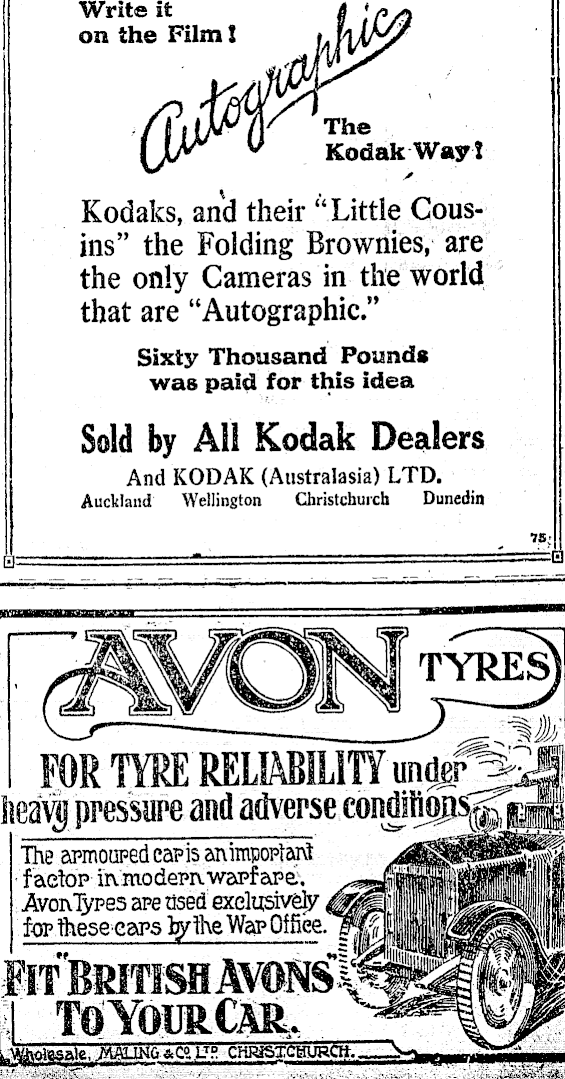 Write it
on the Film!
Autographic
The
Kodak Way!
Kodaks, and their "Little Cous-
ins" the Folding Brownies, are
the only Cameras in the world
that are "Autographic."
Sixty Thousand Pounds
was paid for this idea
Sold by All Kodak Dealers
And KODAK (Australasia) LTD.
Auckland Wellington Christchurch Dunedin
75
AVON TYRES
FOR TYRE RELIABILITY under
heavy pressure and adverse conditions.
The armoured car is an important
factor in modern warfare.
Avon Tyres are used exclusively
for these cars by the War Office.
FIT "BRITISH AVONS"
TO YOUR CAR.
Wholesale, MALING & CO. LTD. CHRISTCHURCH.
AVON